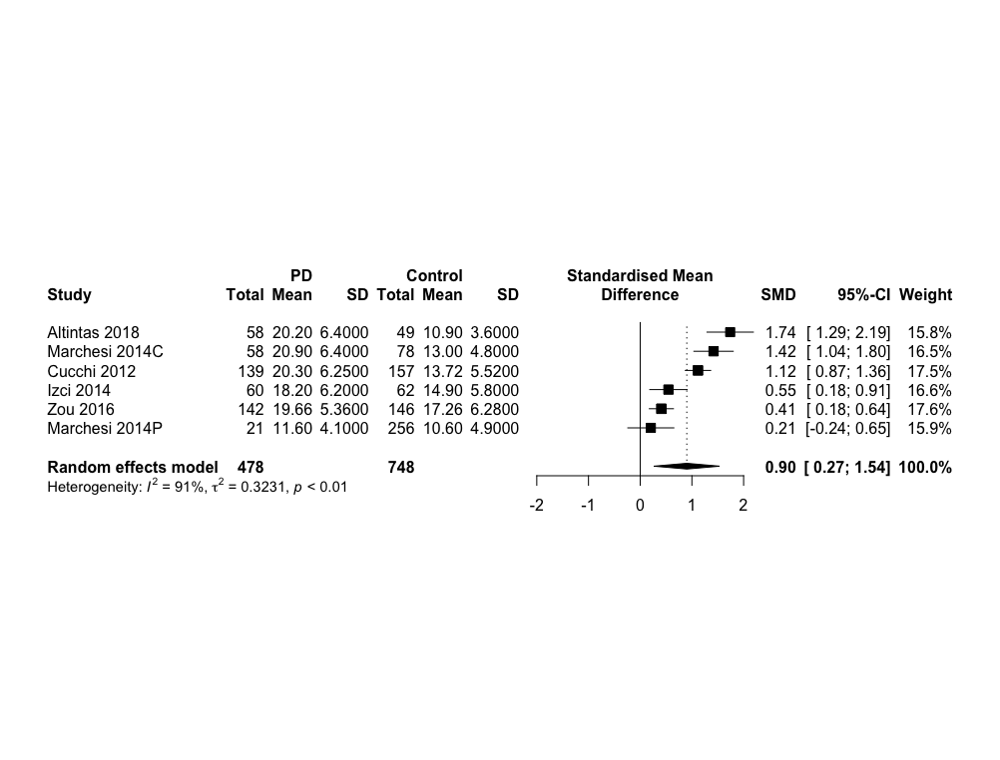 PD Control Standardised Mean
Study Total Mean SD Total Mean SD Difference SMD 95%-CI Weight
Altintas 2018 58 20.20 6.4000 49 10.90 3.6000 1.74 [ 1.29; 2.19] 15.8%
Marchesi 2014C 58 20.90 6.4000 78 13.00 4.8000 1.42 [ 1.04; 1.80] 16.5%
Cucchi 2012 139 20.30 6.2500 157 13.72 5.5200 1.12 [ 0.87; 1.36] 17.5%
Izci 2014 60 18.20 6.2000 62 14.90 5.8000 0.55 [ 0.18; 0.91] 16.6%
Zou 2016 142 19.66 5.3600 146 17.26 6.2800 0.41 [ 0.18; 0.64] 17.6%
Marchesi 2014P 21 11.60 4.1000 256 10.60 4.9000 0.21 [-0.24; 0.65] 15.9%
Random effects model 478 748 0.90 [ 0.27; 1.54] 100.0%
Heterogeneity: I² = 91%, τ² = 0.3231, p < 0.01
-2 -1 0 1 2